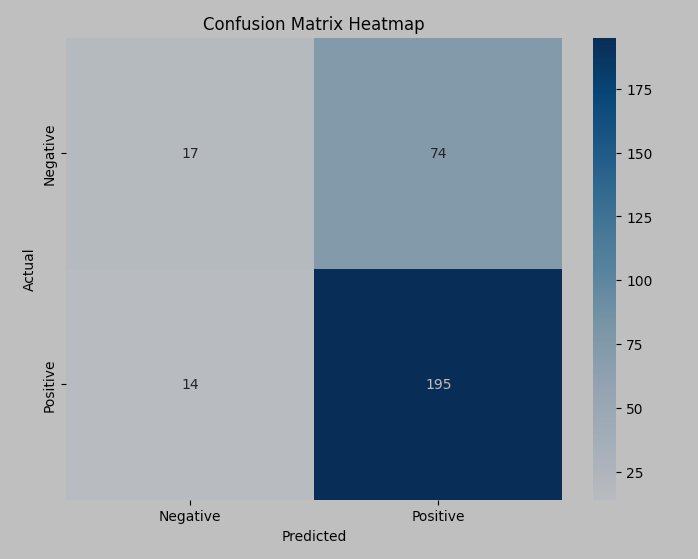 Confusion Matrix Heatmap
Actual
Negative
17
74
Positive
14
195
Negative
Positive
Predicted
175
150
125
100
75
50
25